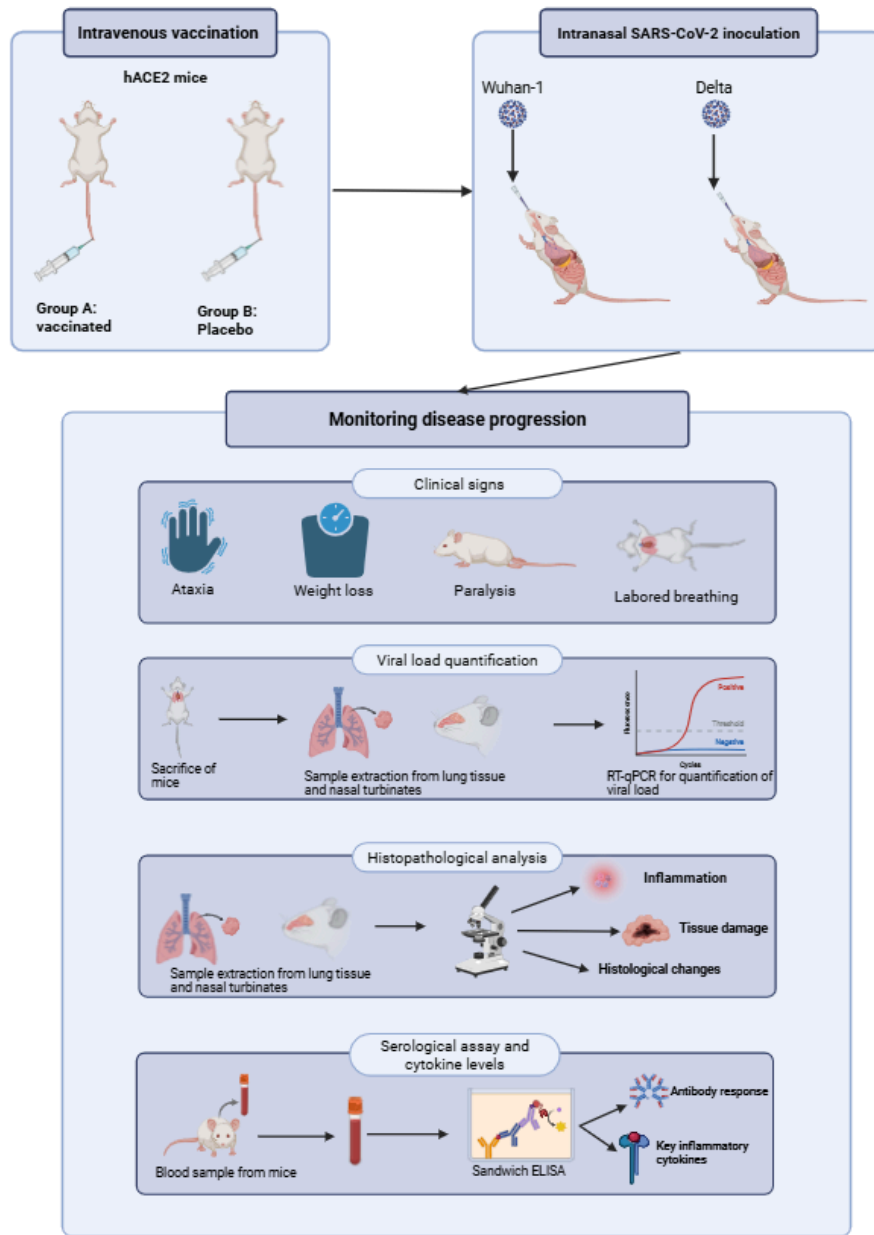 Intravenous vaccination
hACE2 mice
Group A:
vaccinated
Group B:
Placebo
Intranasal SARS-CoV-2 inoculation
Wuhan-1
Delta
Monitoring disease progression
Clinical signs
Ataxia
Weight loss
Paralysis
Labored breathing
Viral load quantification
Sacrifice of
mice
Sample extraction from lung tissue
and nasal turbinates
Fluorescence
Positive
Threshold
Negative
Cycles
RT-qPCR for quantification of
viral load
Histopathological analysis
Sample extraction from lung tissue
and nasal turbinates
Inflammation
Tissue damage
Histological changes
Serological assay and
cytokine levels
Blood sample from mice
Sandwich ELISA
Antibody response
Key inflammatory
cytokines